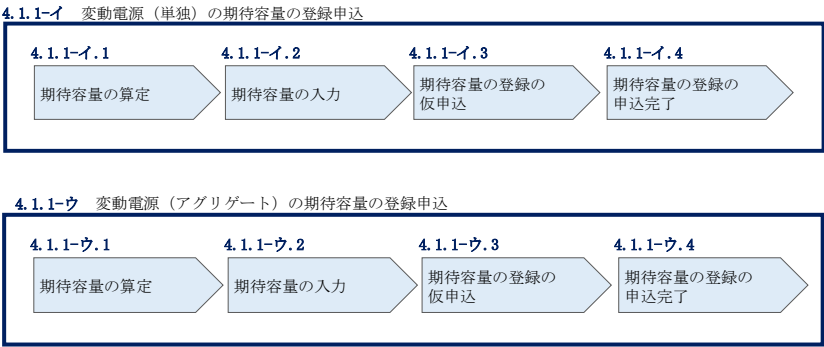 4.1.1-イ 変動電源（単独）の期待容量の登録申込
4.1.1-イ.1
4.1.1-イ.2
4.1.1-イ.3
4.1.1-イ.4
期待容量の算定
期待容量の入力
期待容量の登録の
仮申込
期待容量の登録の
申込完了
4.1.1-ウ 変動電源（アグリゲート）の期待容量の登録申込
4.1.1-ウ.1
4.1.1-ウ.2
4.1.1-ウ.3
4.1.1-ウ.4
期待容量の算定
期待容量の入力
期待容量の登録の
仮申込
期待容量の登録の
申込完了